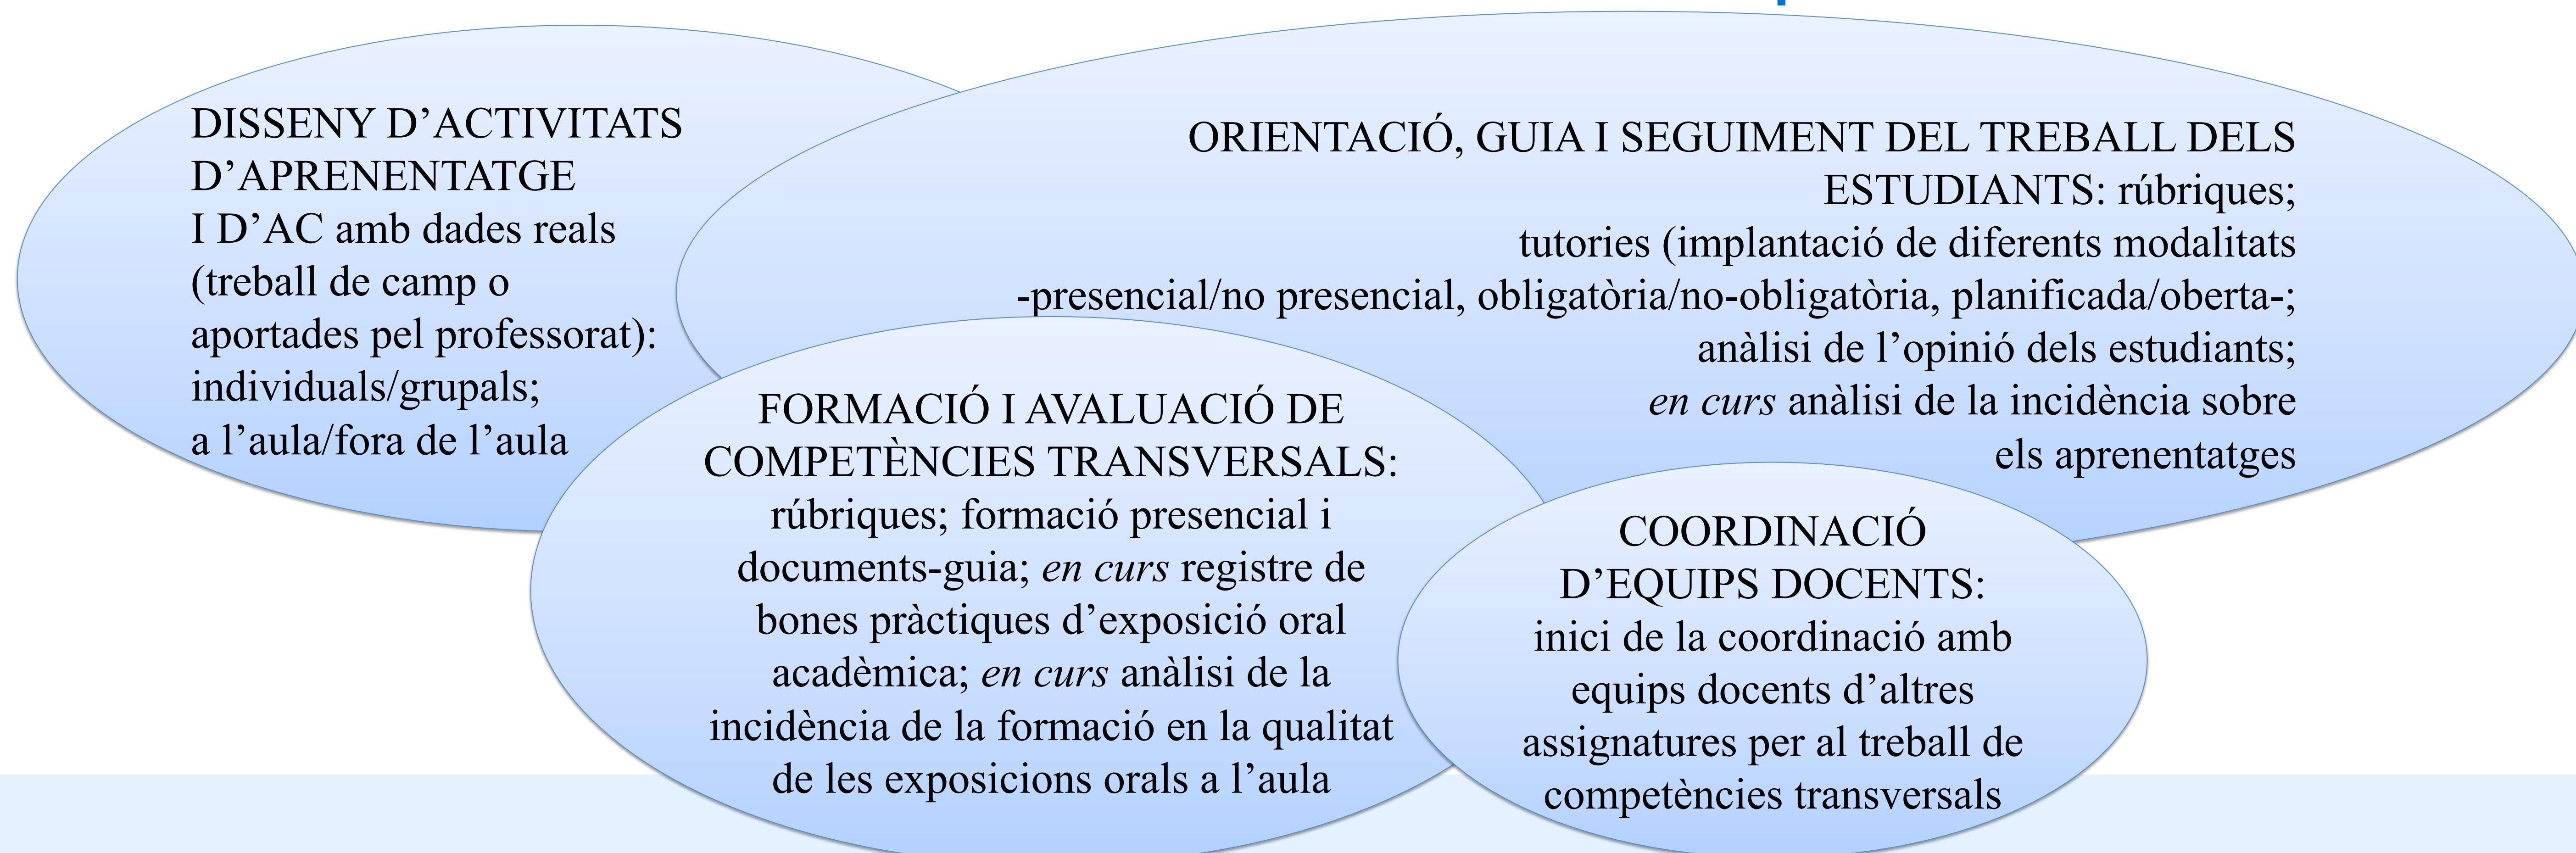 DISSENY D’ACTIVITATS
D’APRENENTATGE
I D’AC amb dades reals
(treball de camp o
aportades pel professorat):
individuals/grupals;
a l’aula/fora de l’aula
ORIENTACIÓ, GUIA I SEGUIMENT DEL TREBALL DELS
ESTUDIANTS: rúbriques;
tutories (implantació de diferents modalitats
-presencial/no presencial, obligatòria/no-obligatòria, planificada/oberta-;
anàlisi de l’opinió dels estudiants;
en curs anàlisi de la incidència sobre
els aprenentatges
FORMACIÓ I AVALUACIÓ DE
COMPETÈNCIES TRANSVERSALS:
rúbriques; formació presencial i
documents-guia; en curs registre de
bones pràctiques d’exposició oral
acadèmica; en curs anàlisi de la
incidència de la formació en la qualitat
de les exposicions orals a l’aula
COORDINACIÓ
D’EQUIPS DOCENTS:
inici de la coordinació amb
equips docents d’altres
assignatures per al treball de
competències transversals